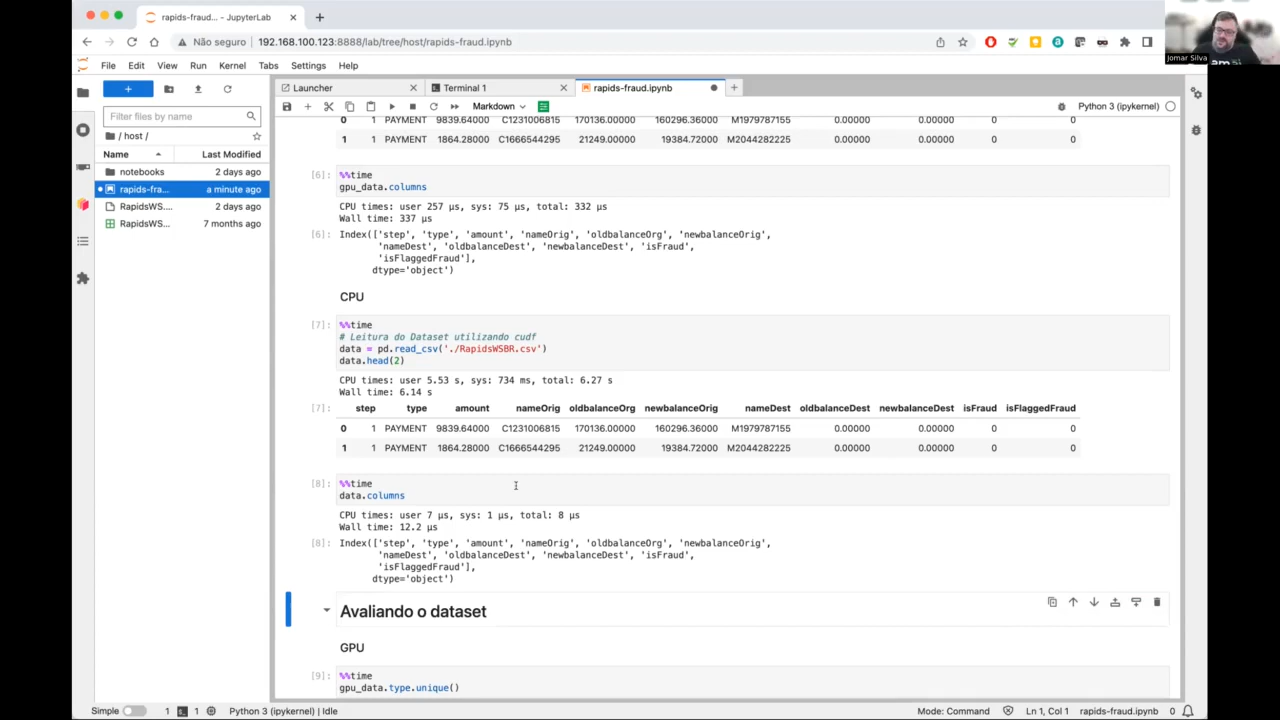 rapids-fraud... - JupyterLab
Não seguro
192.168.100.123:8888/lab/tree/host/rapids-fraud.ipynb
Jomar Silva
File Edit View Run Kernel Tabs Settings Help
Filter files by name
/ host /
Name Last Modified
notebooks 2 days ago
rapids-fra... a minute ago
RapidsWS.... 2 days ago
RapidsWS... 7 months ago
Launcher
Terminal 1
rapids-fraud.ipynb
Markdown
Python 3 (ipykernel)
0 1 PAYMENT 9839.64000 C1231006815 170136.00000 160296.36000 M1979787155 0.00000 0.00000 0 0
1 1 PAYMENT 1864.28000 C1666544295 21249.00000 19384.72000 M2044282225 0.00000 0.00000 0 0
[6]: %%time
gpu_data.columns
CPU times: user 257 µs, sys: 75 µs, total: 332 µs
Wall time: 337 µs
[6]: Index(['step', 'type', 'amount', 'nameOrig', 'oldbalanceOrg', 'newbalanceOrig',
'nameDest', 'oldbalanceDest', 'newbalanceDest', 'isFraud',
'isFlaggedFraud'],
dtype='object')
CPU
[7]: %%time
# Leitura do Dataset utilizando cudf
data = pd.read_csv('./RapidsWSBR.csv')
data.head(2)
CPU times: user 5.53 s, sys: 734 ms, total: 6.27 s
Wall time: 6.14 s
[7]: step type amount nameOrig oldbalanceOrg newbalanceOrig nameDest oldbalanceDest newbalanceDest isFraud isFlaggedFraud
0 1 PAYMENT 9839.64000 C1231006815 170136.00000 160296.36000 M1979787155 0.00000 0.00000 0 0
1 1 PAYMENT 1864.28000 C1666544295 21249.00000 19384.72000 M2044282225 0.00000 0.00000 0 0
[8]: %%time
data.columns
CPU times: user 7 µs, sys: 1 µs, total: 8 µs
Wall time: 12.2 µs
[8]: Index(['step', 'type', 'amount', 'nameOrig', 'oldbalanceOrg', 'newbalanceOrig',
'nameDest', 'oldbalanceDest', 'newbalanceDest', 'isFraud',
'isFlaggedFraud'],
dtype='object')
Avaliando o dataset
GPU
[9]: %%time
gpu_data.type.unique()
Simple 1 1 Python 3 (ipykernel) | Idle Mode: Command Ln 1, Col 1 rapids-fraud.ipynb 0